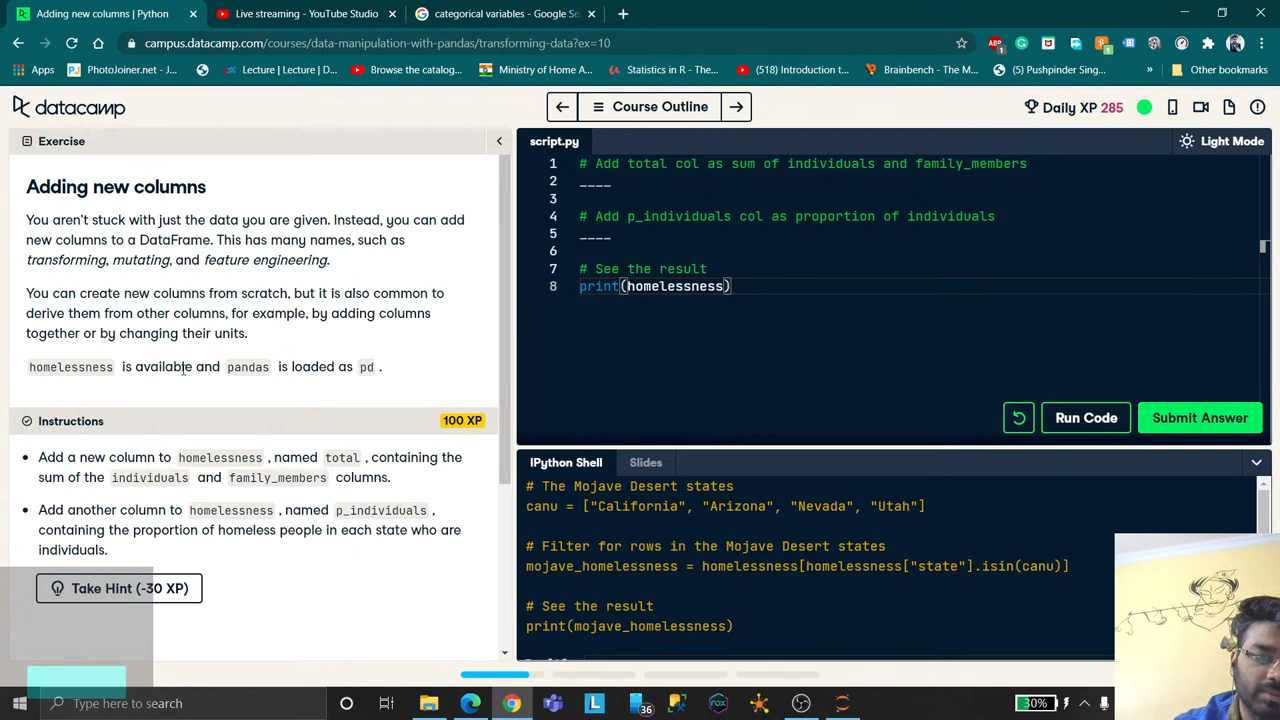 Adding new columns | Python
Live streaming - YouTube Studio
categorical variables - Google Se
campus.datacamp.com/courses/data-manipulation-with-pandas/transforming-data?ex=10
Apps
PhotoJoiner.net - J...
Lecture | Lecture | D...
Browse the catalog...
Ministry of Home A...
Statistics in R - The...
(518) Introduction t...
Brainbench - The M...
(5) Pushpinder Sing...
»
Other bookmarks
datacamp
Course Outline
Daily XP 285
Exercise
Adding new columns
You aren't stuck with just the data you are given. Instead, you can add
new columns to a DataFrame. This has many names, such as
transforming, mutating, and feature engineering.
You can create new columns from scratch, but it is also common to
derive them from other columns, for example, by adding columns
together or by changing their units.
homelessness is available and pandas is loaded as pd .
Instructions
100 XP
• Add a new column to homelessness , named total , containing the
sum of the individuals and family_members columns.
• Add another column to homelessness , named p_individuals ,
containing the proportion of homeless people in each state who are
individuals.
Take Hint (-30 XP)
script.py
Light Mode
1 # Add total col as sum of individuals and family_members
2 ____
3
4 # Add p_individuals col as proportion of individuals
5 ____
6
7 # See the result
8 print(homelessness)
Run Code
Submit Answer
IPython Shell
Slides
# The Mojave Desert states
canu = ["California", "Arizona", "Nevada", "Utah"]
# Filter for rows in the Mojave Desert states
mojave_homelessness = homelessness[homelessness["state"].isin(canu)]
# See the result
print(mojave_homelessness)
Type here to search
36
30%